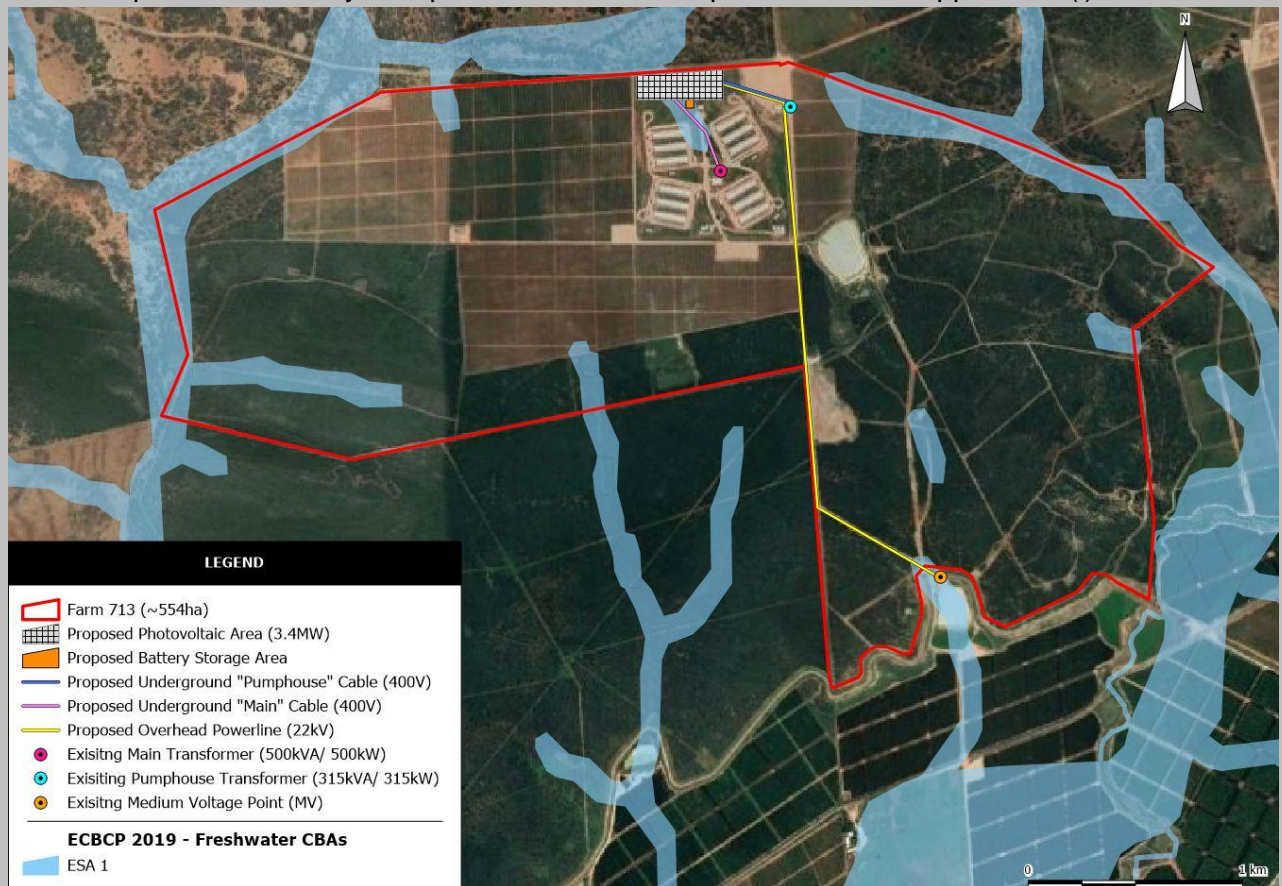 N
LEGEND
Farm 713 (~554ha)
Proposed Photovoltaic Area (3.4MW)
Proposed Battery Storage Area
Proposed Underground "Pumphouse" Cable (400V)
Proposed Underground "Main" Cable (400V)
Proposed Overhead Powerline (22kV)
Exisitng Main Transformer (500kVA/ 500kW)
Exisiting Pumphouse Transformer (315kVA/ 315kW)
Exisitng Medium Voltage Point (MV)
ECBCP 2019 - Freshwater CBAs
ESA 1
0 1 km